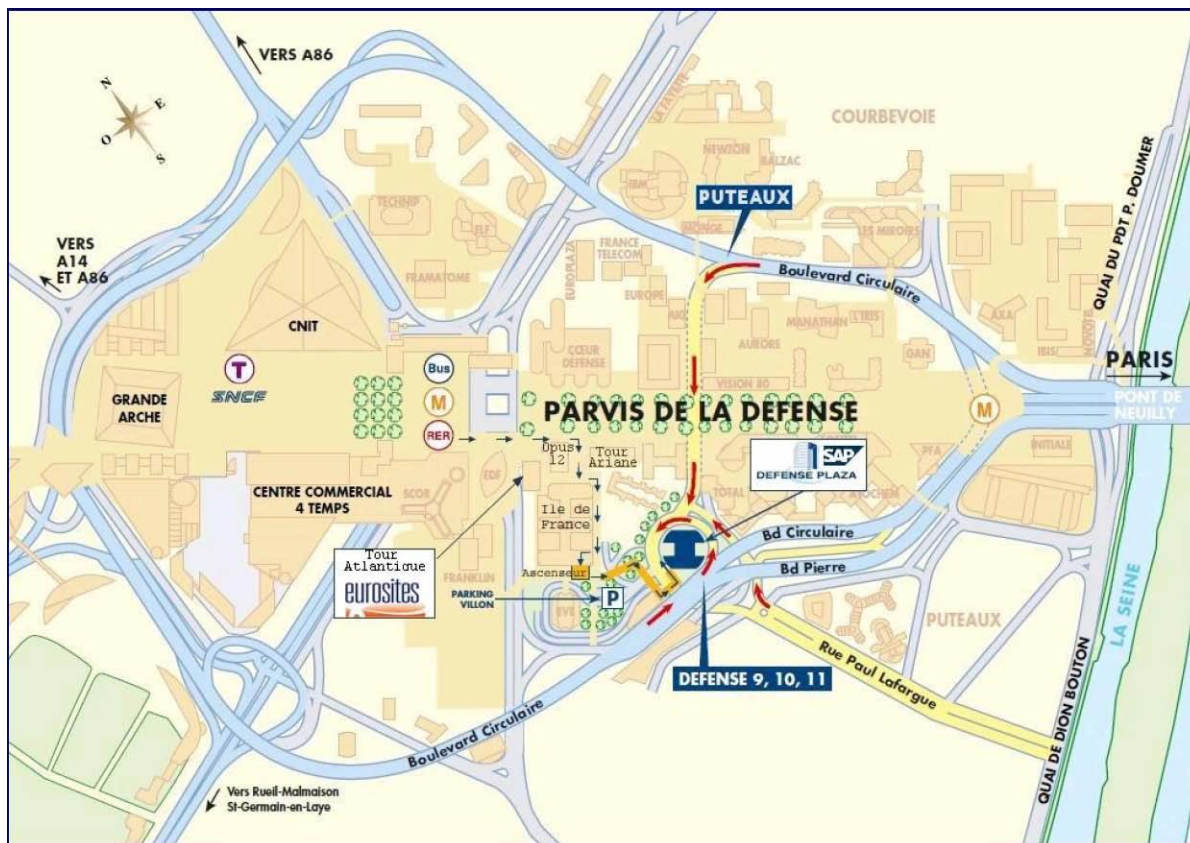 VERS A86
N
E
O
S
COURBEVOIE
LA FAYETTE
NEWTON
BALZAC
IBM
PUTEAUX
TECHNIP
ELF
MONGE
LES MIROIRS
QUAI DU PDT P. DOUMER
VERS
A14
ET A86
EUROPLAZA
FRANCE
TELECOM
FRAMATOME
Boulevard Circulaire
EUROPE
MANATHAN
L'IRIS
AXA
CNIT
AURORE
CŒUR
DEFENSE
GAN
IBIS
NOVOTEL
PARIS
T
SNCF
Bus
VISION 80
GRANDE
ARCHE
M
PARVIS DE LA DEFENSE
M
PONT DE
NEUILLY
RER
Opus
12
Tour
Ariane
SAP
DEFENSE PLAZA
PFA
INITIALE
EDF
CENTRE COMMERCIAL
4 TEMPS
SCOR
TOTAL
ATOCHEM
Ile de
France
Bd Circulaire
Tour
Atlantique
eurosites
FRANKLIN
Ascenseur
Bd Pierre
PARKING
VILLON
P
EVE
PUTEAUX
LA SEINE
Rue Paul Lafargue
DEFENSE 9, 10, 11
QUAI DE DION BOUTON
Boulevard Circulaire
Vers Rueil-Malmaison
St-Germain-en-Laye